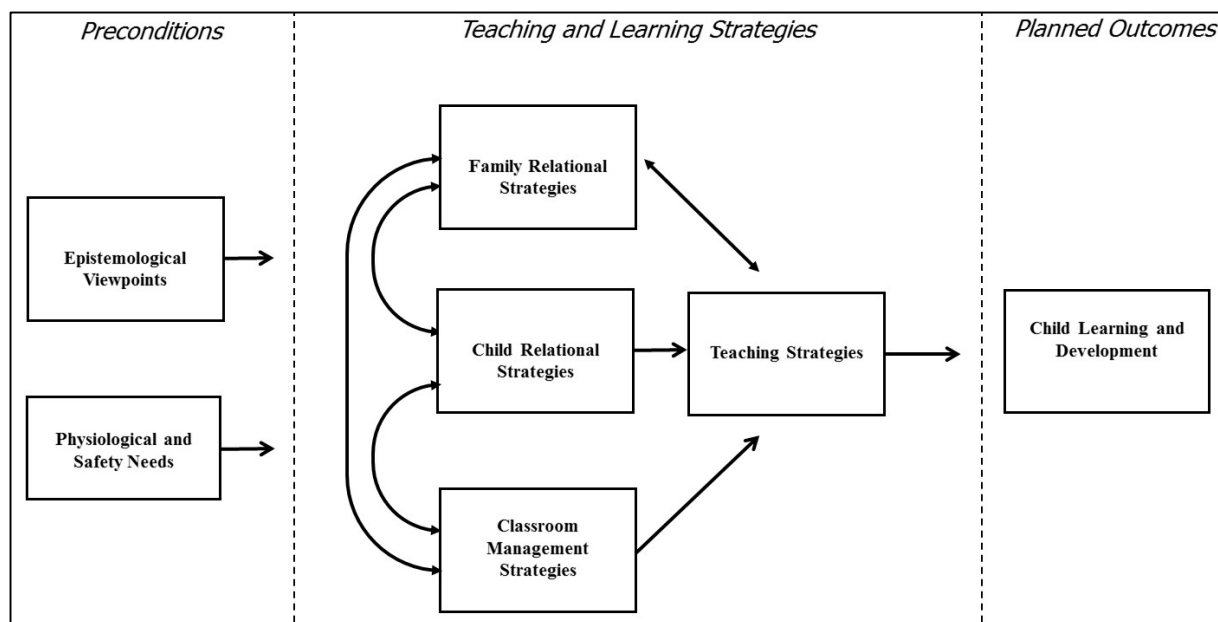 Preconditions
Teaching and Learning Strategies
Planned Outcomes
Epistemological
Viewpoints
Physiological and
Safety Needs
Family Relational
Strategies
Child Relational
Strategies
Classroom
Management
Strategies
Teaching Strategies
Child Learning and
Development